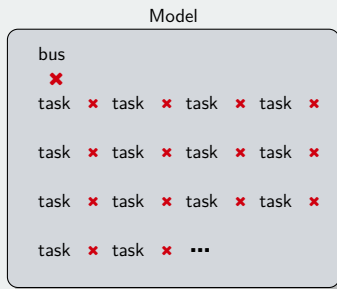 Model
bus
✖
task ✖ task ✖ task ✖ task ✖
task ✖ task ✖ task ✖ task ✖
task ✖ task ✖ task ✖ task ✖
task ✖ task ✖ ...